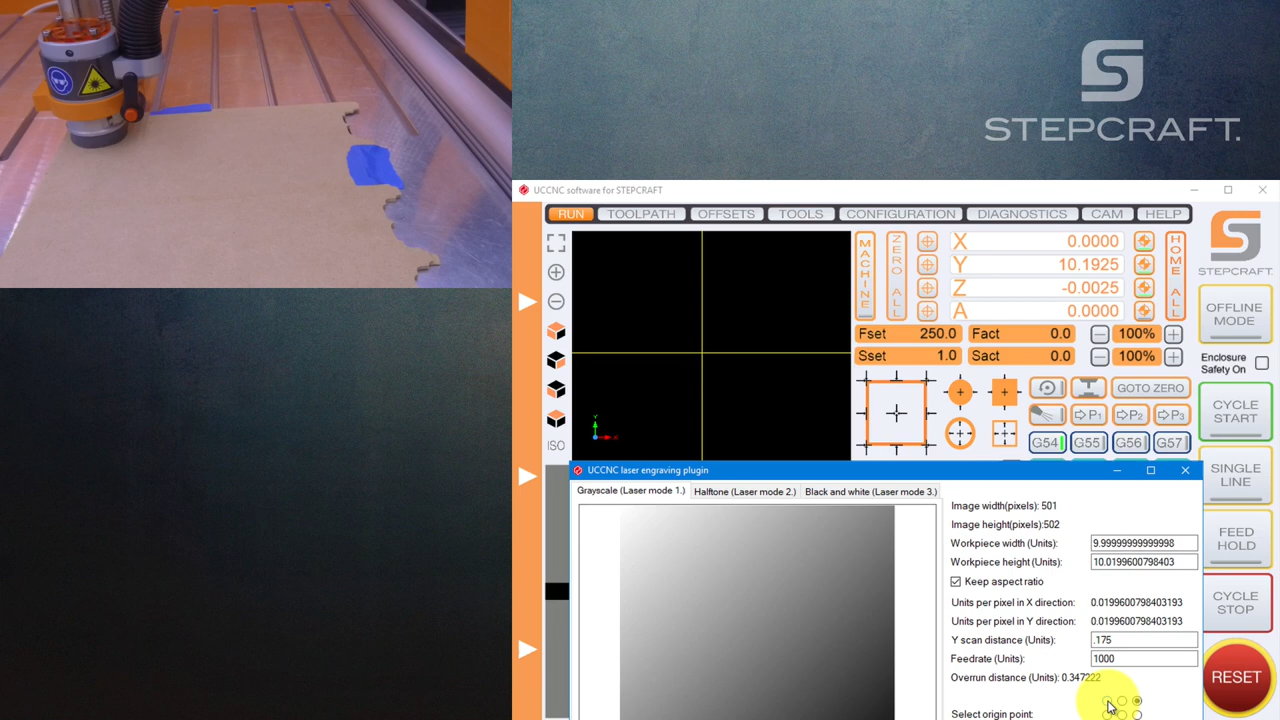 STEPCRAFT.
UCCNC software for STEPCRAFT
RUN TOOLPATH OFFSETS TOOLS CONFIGURATION DIAGNOSTICS CAM HELP
STEPCRAFT.
MACHINE
ZERO ALL
HOME ALL
X 0.0000
Y 10.1925
Z -0.0025
A 0.0000
Fset 250.0 Fact 0.0 100%
Sset 1.0 Sact 0.0 100%
OFFLINE
MODE
Enclosure
Safety On
GOTO ZERO
P1 P2 P3
G54 G55 G56 G57
Y
X
ISO
CYCLE
START
SINGLE
LINE
FEED
HOLD
CYCLE
STOP
RESET
UCCNC laser engraving plugin
Grayscale (Laser mode 1.) Halftone (Laser mode 2.) Black and white (Laser mode 3.)
Image width(pixels): 501
Image height(pixels):502
Workpiece width (Units): 9.99999999999998
Workpiece height (Units): 10.0199600798403
Keep aspect ratio
Units per pixel in X direction: 0.0199600798403193
Units per pixel in Y direction: 0.0199600798403193
Y scan distance (Units): .175
Feedrate (Units): 1000
Overrun distance (Units): 0.347222
Select origin point: